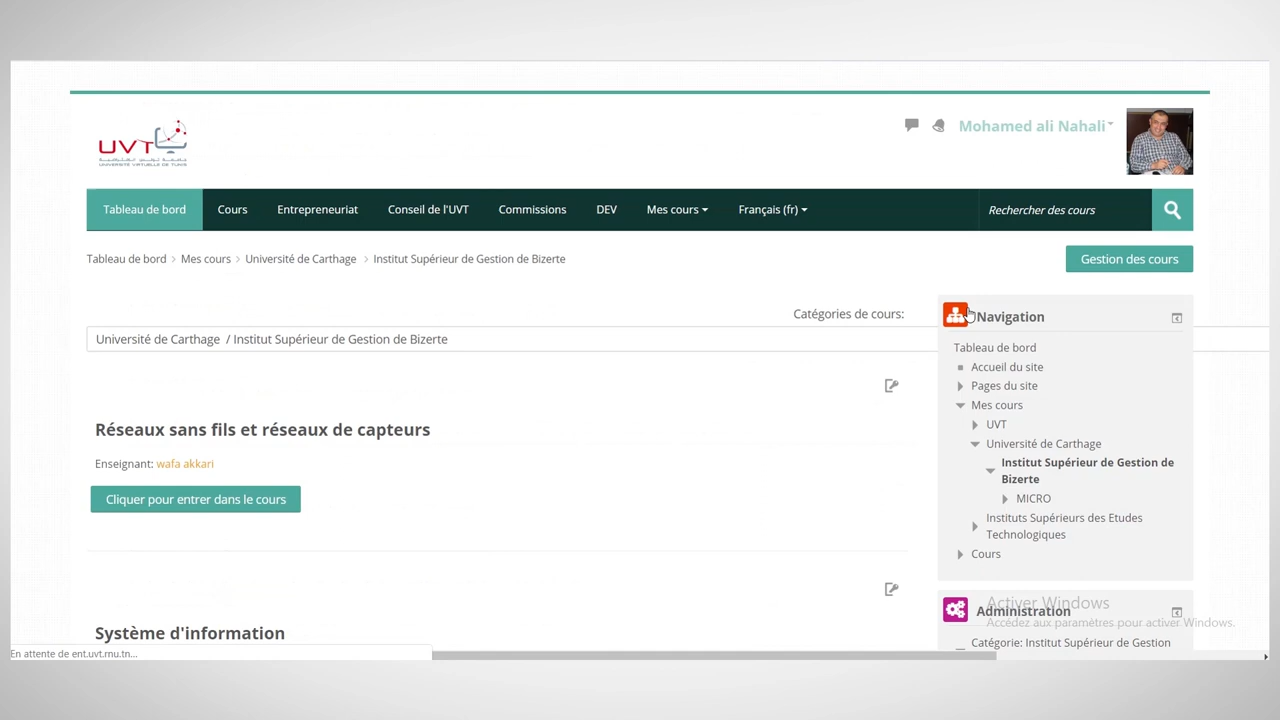 Mohamed ali Nahali
UVT
UNIVERSITÉ VIRTUELLE DE TUNIS
Tableau de bord
Cours
Entrepreneuriat
Conseil de l'UVT
Commissions
DEV
Mes cours
Français (fr)
Rechercher des cours
Tableau de bord
Mes cours
Université de Carthage
Institut Supérieur de Gestion de Bizerte
Gestion des cours
Catégories de cours:
Université de Carthage / Institut Supérieur de Gestion de Bizerte
Réseaux sans fils et réseaux de capteurs
Enseignant: wafa akkari
Cliquer pour entrer dans le cours
Système d'information
Navigation
Tableau de bord
Accueil du site
Pages du site
Mes cours
UVT
Université de Carthage
Institut Supérieur de Gestion de
Bizerte
MICRO
Instituts Supérieurs des Etudes
Technologiques
Cours
Administration
Activer Windows
Accédez aux paramètres pour activer Windows.
Catégorie: Institut Supérieur de Gestion
En attente de ent.uvt.rnu.tn...